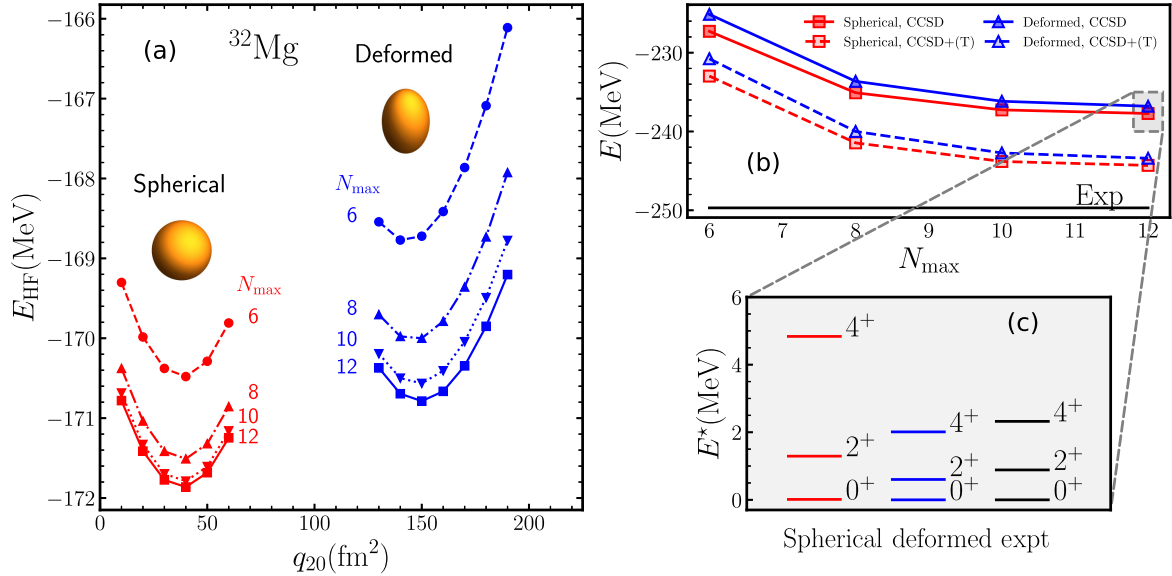 (a)
³²Mg
Deformed
Spherical
N_max
6
8
10
12
N_max
6
8
10
12
E_HF(MeV)
−166
−167
−168
−169
−170
−171
−172
0 50 100 150 200
q₂₀(fm²)
Spherical, CCSD
Spherical, CCSD+(T)
Deformed, CCSD
Deformed, CCSD+(T)
E(MeV)
−230
−240
−250
(b)
Exp
6 7 8 9 10 11 12
N_max
(c)
E*(MeV)
6
4
2
0
4⁺
2⁺
0⁺
4⁺
2⁺
0⁺
4⁺
2⁺
0⁺
Spherical deformed expt